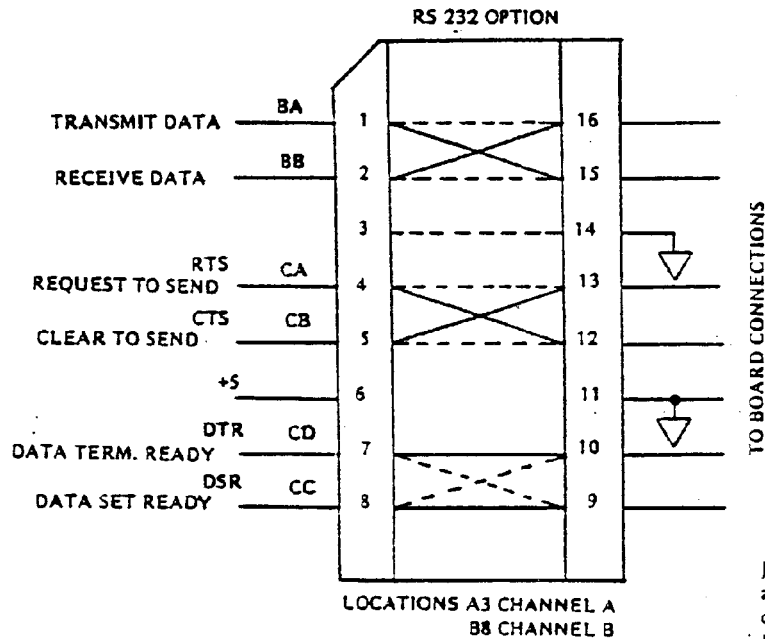 RS 232 OPTION
TRANSMIT DATA BA 1 16
RECEIVE DATA BB 2 15
3 14
RTS
REQUEST TO SEND CA 4 13
CTS
CLEAR TO SEND CB 5 12
+5 6 11
DTR
DATA TERM. READY CD 7 10
DSR
DATA SET READY CC 8 9
TO BOARD CONNECTIONS
LOCATIONS A3 CHANNEL A
B8 CHANNEL B